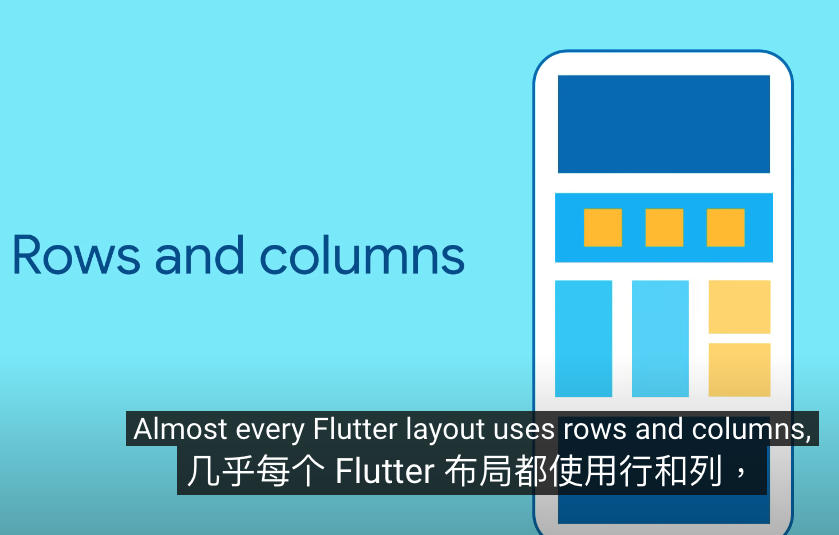 Rows and columns
Almost every Flutter layout uses rows and columns,
几乎每个 Flutter 布局都使用行和列，